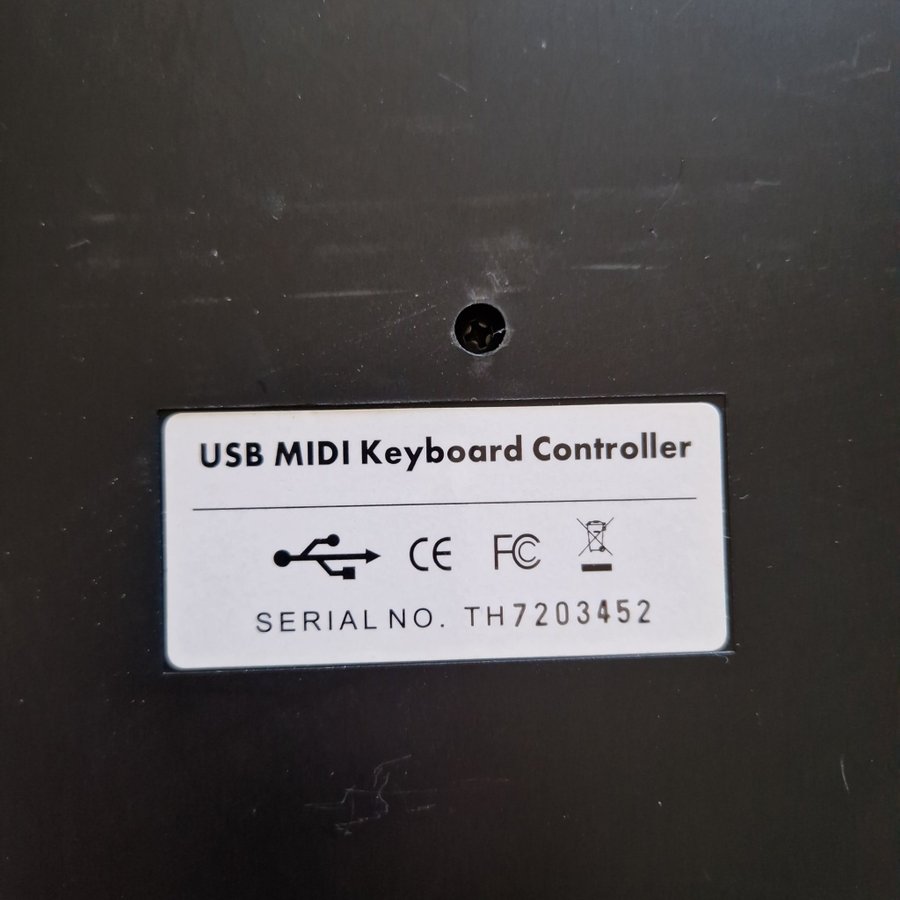 USB MIDI Keyboard Controller
CE FC
SERIAL NO. TH7203452